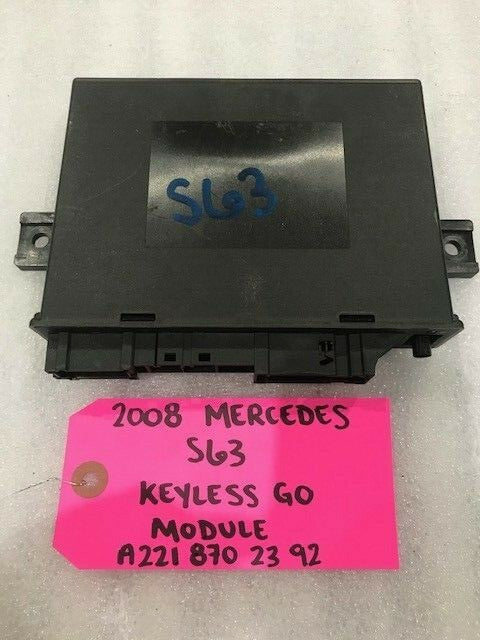 S63
2008 MERCEDES
S63
KEYLESS GO
MODULE
A221 870 23 92